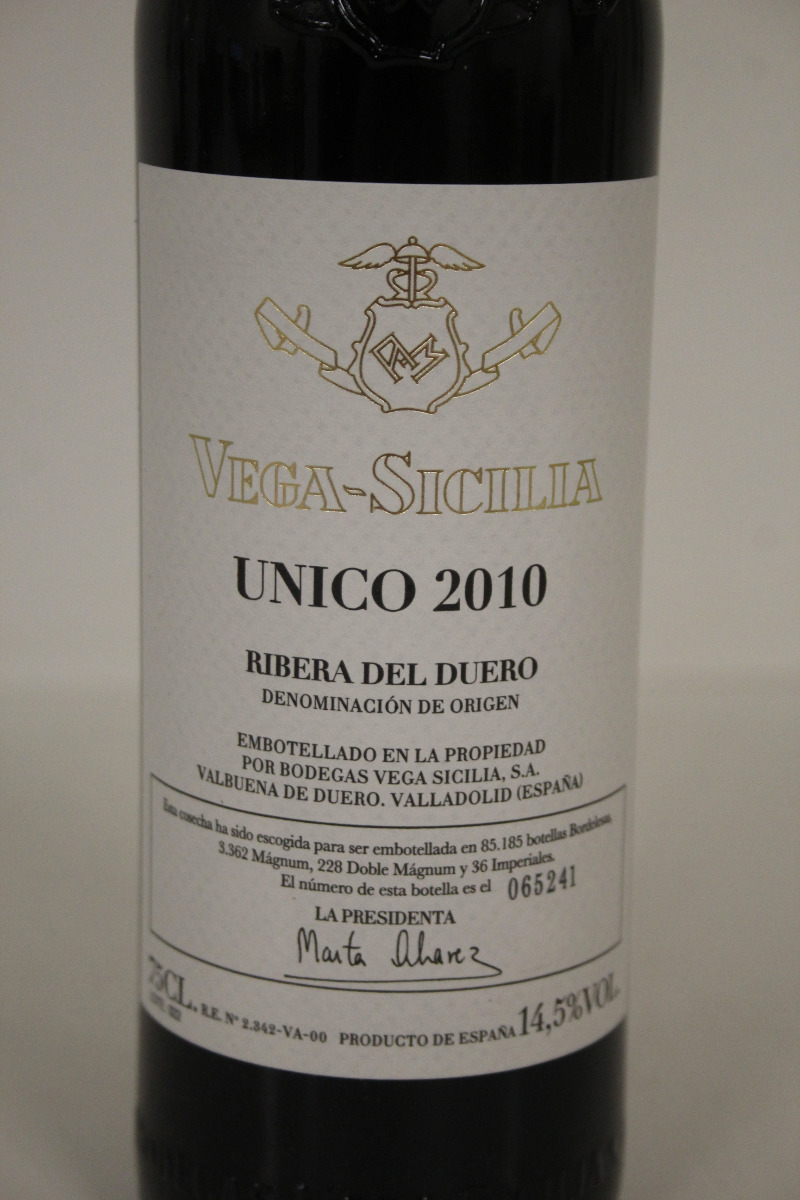 PAM
VEGA-SICILIA
UNICO 2010
RIBERA DEL DUERO
DENOMINACIÓN DE ORIGEN
EMBOTELLADO EN LA PROPIEDAD
POR BODEGAS VEGA SICILIA, S.A.
VALBUENA DE DUERO. VALLADOLID (ESPAÑA)
Esta cosecha ha sido escogida para ser embotellada en 85.185 botellas Bordelesas,
3.362 Mágnum, 228 Doble Mágnum y 36 Imperiales.
El número de esta botella es el 065241
LA PRESIDENTA
Marta Alvarez
75CL. R.E. Nº 2.342-VA-00 PRODUCTO DE ESPAÑA 14,5%VOL